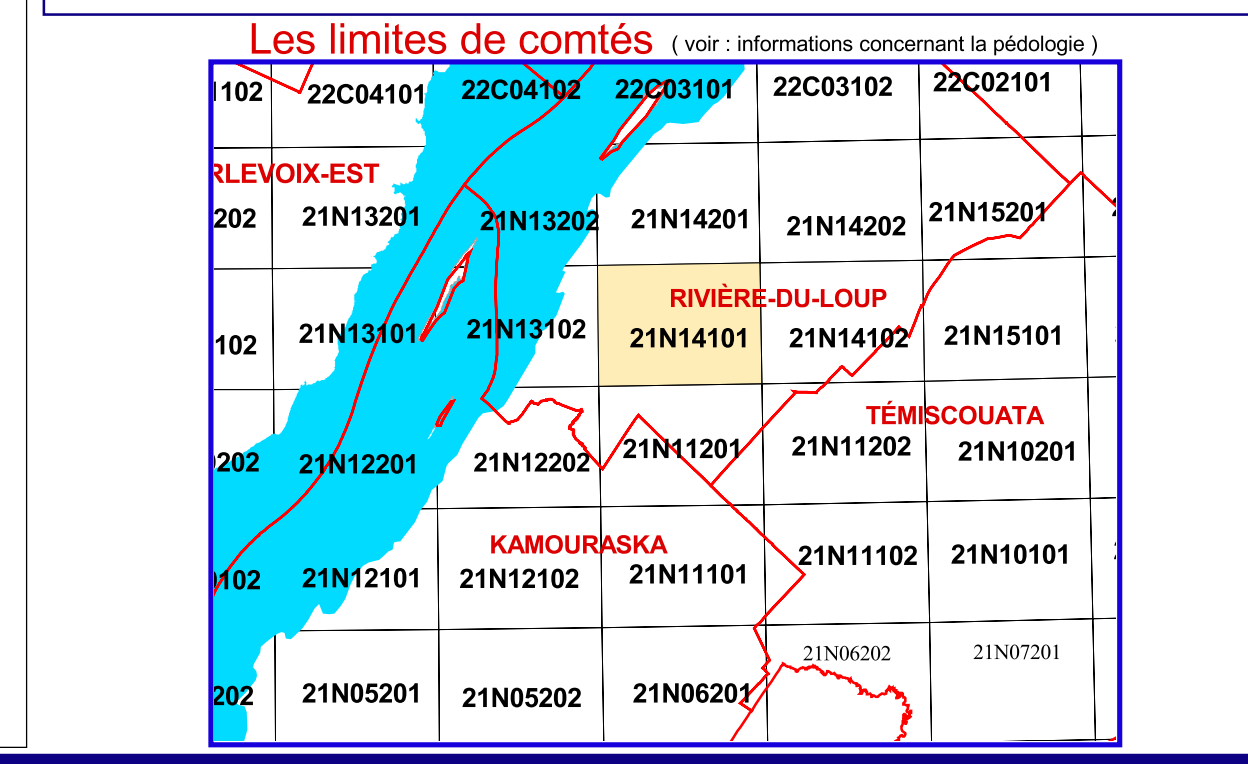 Les limites de comtés ( voir : informations concernant la pédologie )
102 22C04101 22C04102 22C03101 22C03102 22C02101
RLEVOIX-EST
202 21N13201 21N13202 21N14201 21N14202 21N15201
RIVIÈRE-DU-LOUP
102 21N13101 21N13102 21N14101 21N14102 21N15101
TÉMISCOUATA
0202 21N12201 21N12202 21N11201 21N11202 21N10201
KAMOURASKA
102 21N12101 21N12102 21N11101 21N11102 21N10101
21N06202 21N07201
202 21N05201 21N05202 21N06201